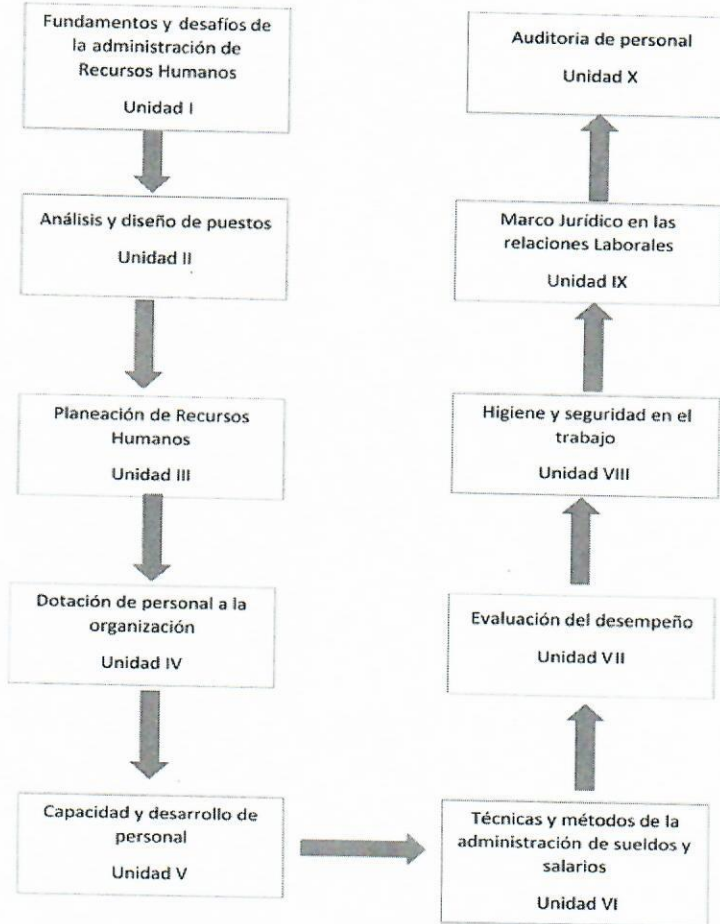 Fundamentos y desafíos de
la administración de
Recursos Humanos
Unidad I
Análisis y diseño de puestos
Unidad II
Planeación de Recursos
Humanos
Unidad III
Dotación de personal a la
organización
Unidad IV
Capacidad y desarrollo de
personal
Unidad V
Técnicas y métodos de la
administración de sueldos y
salarios
Unidad VI
Evaluación del desempeño
Unidad VII
Higiene y seguridad en el
trabajo
Unidad VIII
Marco Jurídico en las
relaciones Laborales
Unidad IX
Auditoria de personal
Unidad X